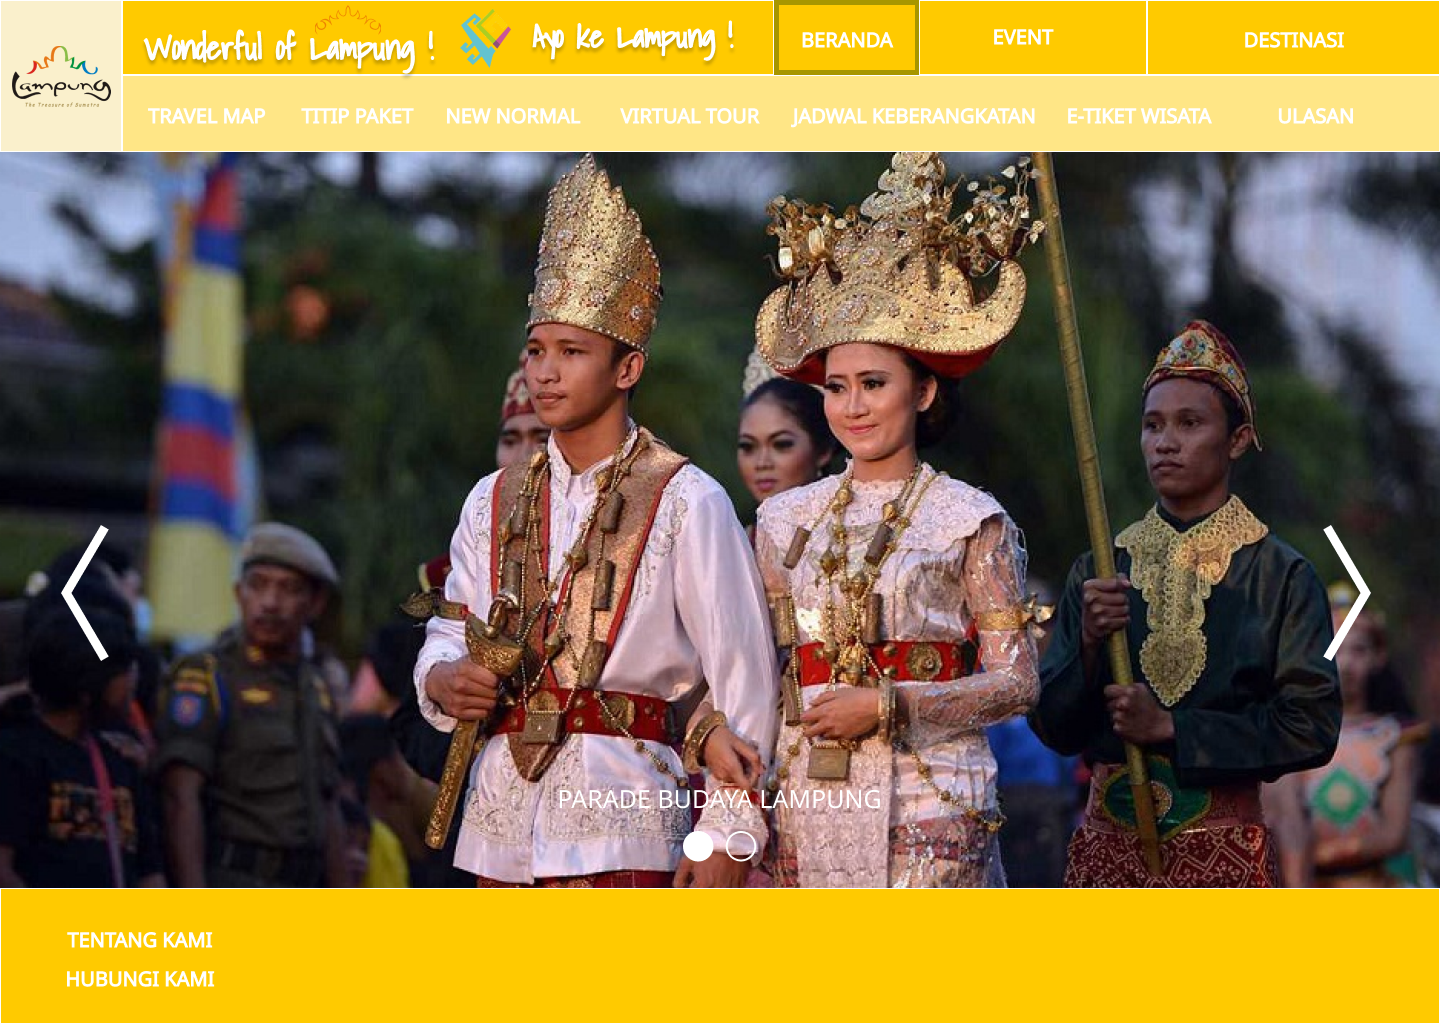 Lampung
The Treasure of Sumatra
Wonderful of Lampung !
Ayo ke Lampung !
BERANDA
EVENT
DESTINASI
TRAVEL MAP
TITIP PAKET
NEW NORMAL
VIRTUAL TOUR
JADWAL KEBERANGKATAN
E-TIKET WISATA
ULASAN
PARADE BUDAYA LAMPUNG
TENTANG KAMI
HUBUNGI KAMI